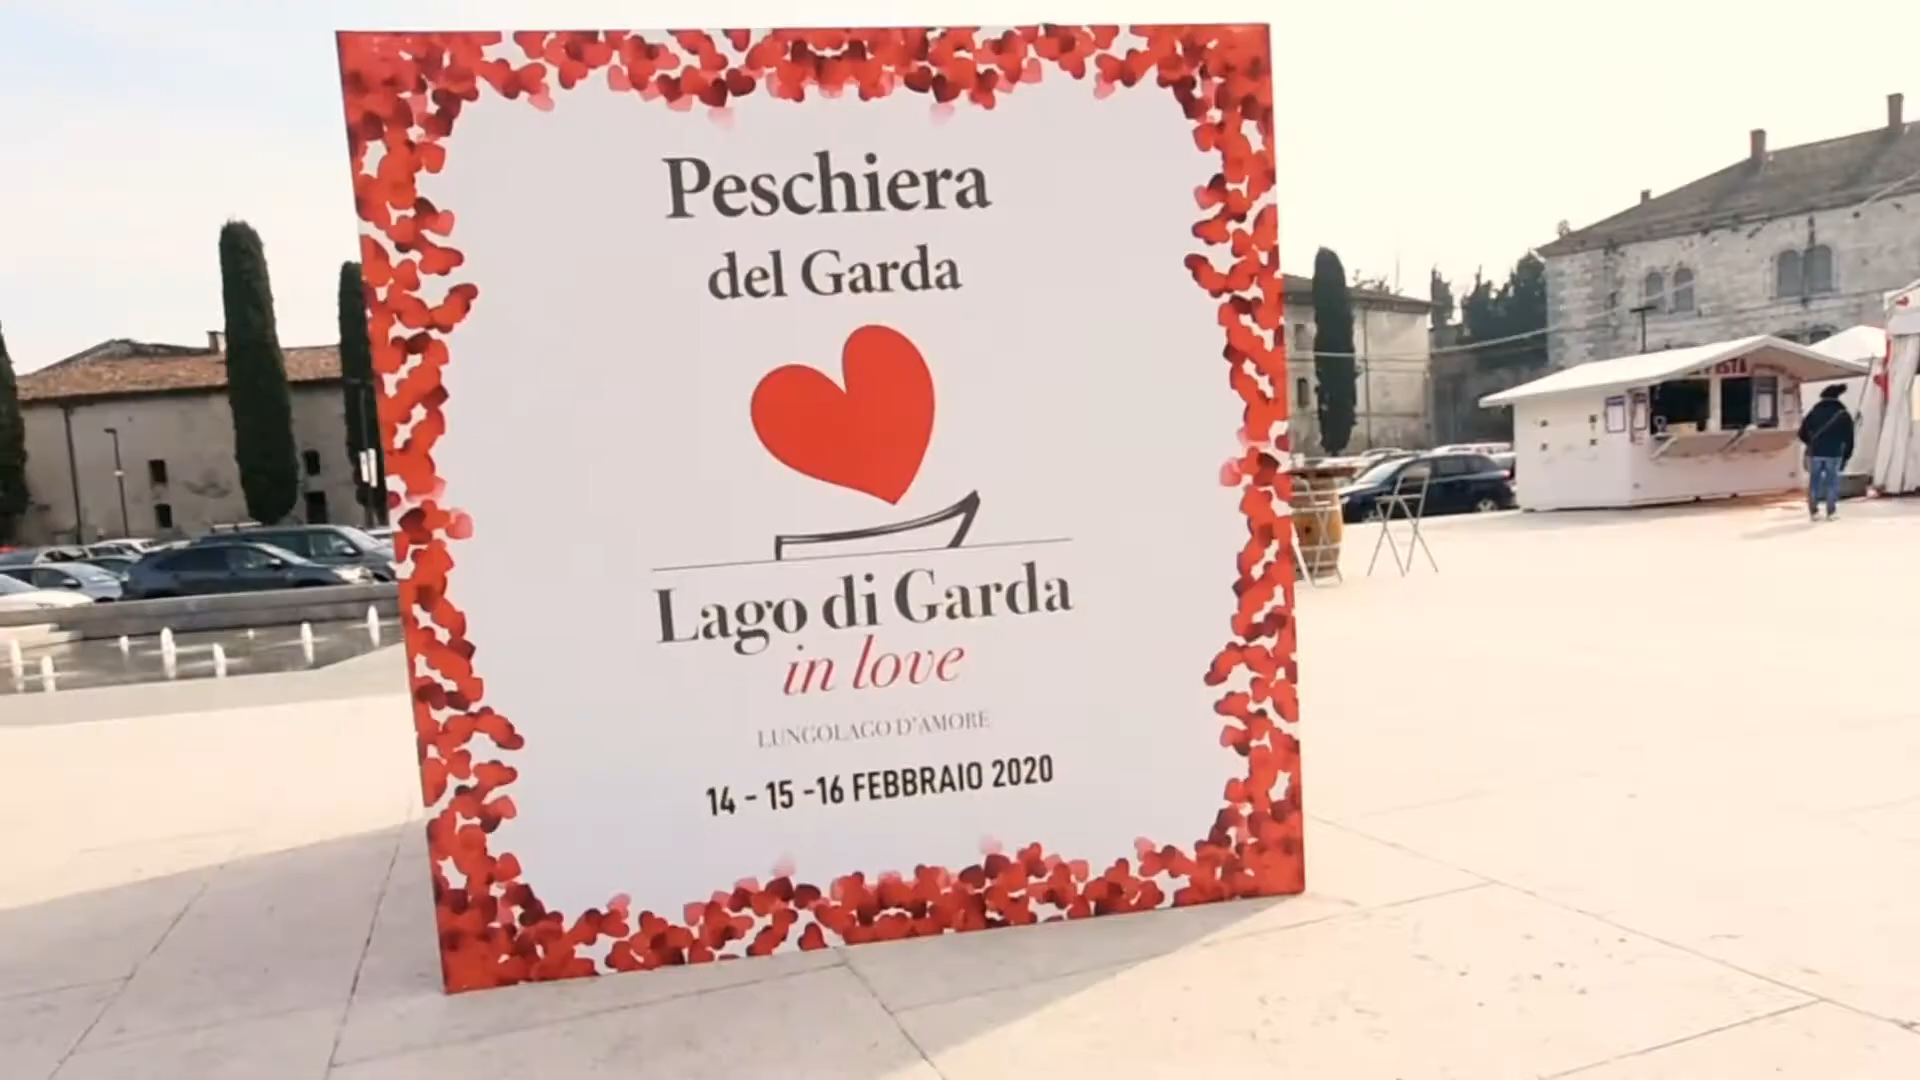 Peschiera
del Garda
Lago di Garda
in love
LUNGOLAGO D'AMORE
14 - 15 -16 FEBBRAIO 2020